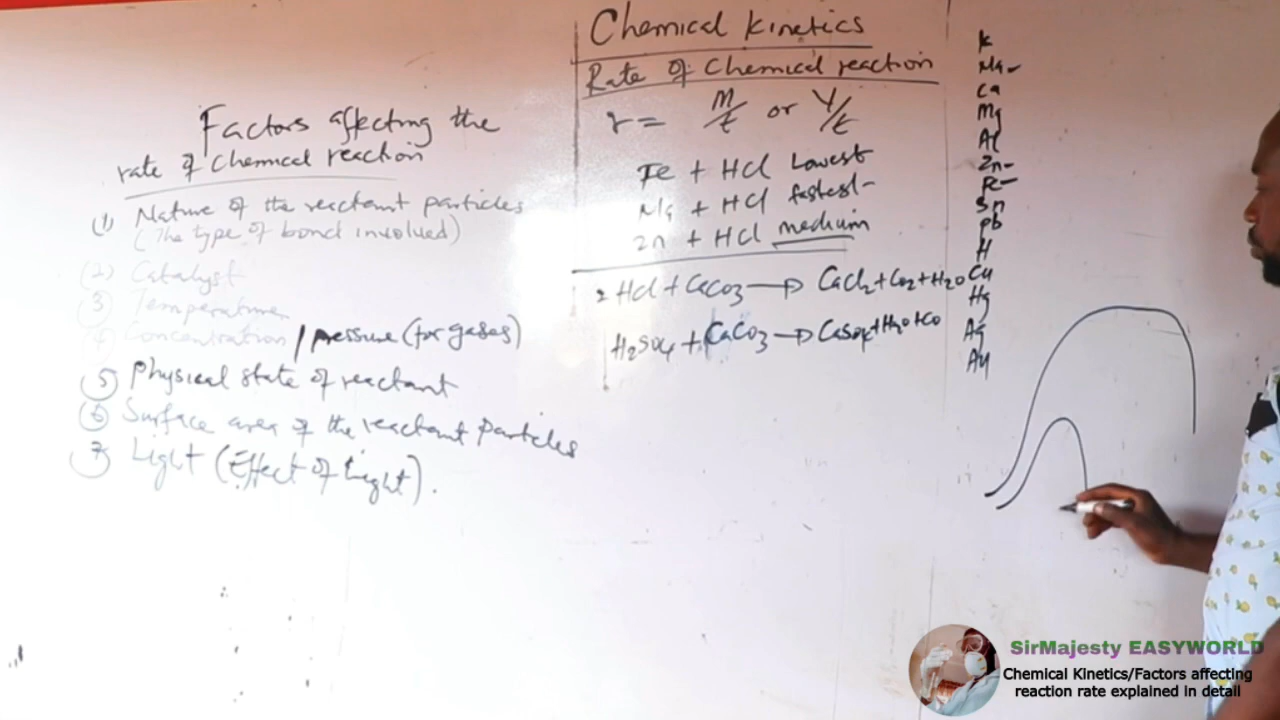 Chemical kinetics
Rate of Chemical reaction
r = M/t or V/t
Fe + HCl Lowest
Mg + HCl fastest
Zn + HCl medium
2HCl + CaCO3 → CaCl2 + CO2 + H2O
H2SO4 + CaCO3 → CaSO4 + H2O + CO
Factors affecting the
rate of Chemical reaction
(1) Nature of the reactant particles
(The type of bond involved)
(2) Catalyst
(3) Temperature
(4) Concentration / pressure (for gases)
(5) Physical state of reactant
(6) Surface area of the reactant particles
(7) Light (Effect of Light).
K
Na
Ca
Mg
Al
Zn
Fe
Sn
Pb
H
Cu
Hg
Ag
Au
SirMajesty EASYWORLD
Chemical Kinetics/Factors affecting
reaction rate explained in detail